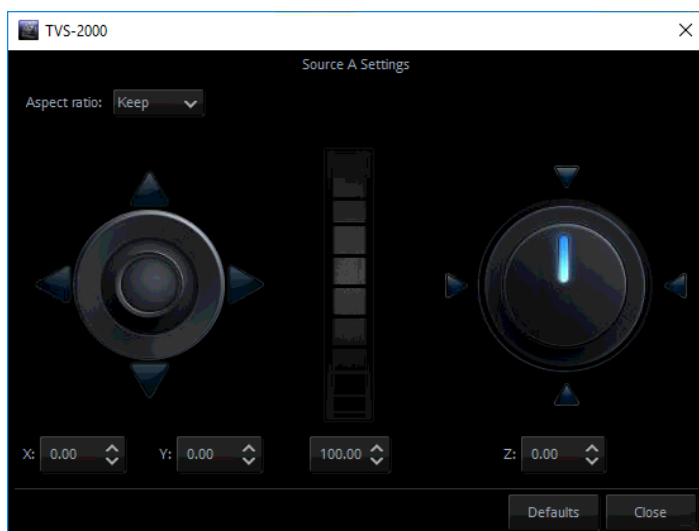 TVS-2000
Source A Settings
Aspect ratio: Keep
X: 0.00 Y: 0.00 100.00 Z: 0.00
Defaults Close